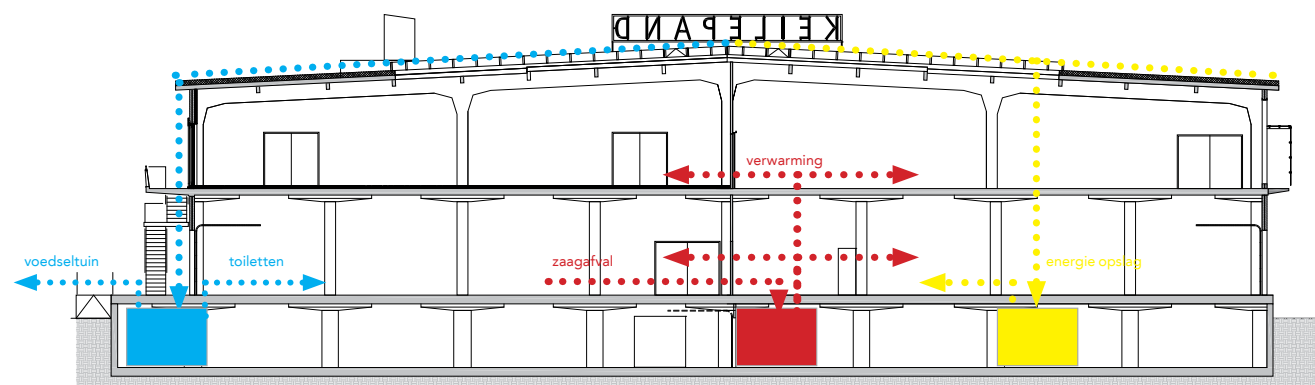 KEILEPAND
verwarming
voedseltuin
toiletten
zaagafval
energie opslag